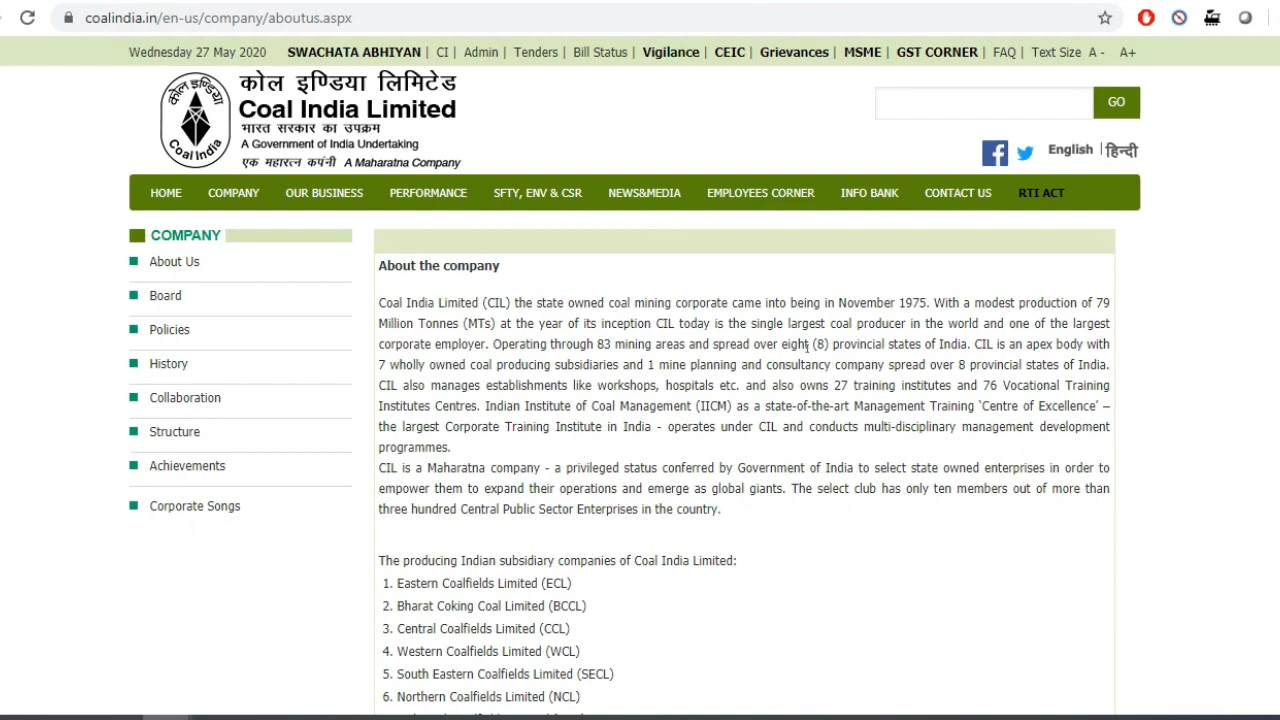 coalindia.in/en-us/company/aboutus.aspx
Wednesday 27 May 2020 SWACHATA ABHIYAN | CI | Admin | Tenders | Bill Status | Vigilance | CEIC | Grievances | MSME | GST CORNER | FAQ | Text Size A - A+
कोल इण्डिया लिमिटेड
Coal India Limited
भारत सरकार का उपक्रम
A Government of India Undertaking
एक महारत्न कंपनी A Maharatna Company
कोल इण्डिया
Coal India
GO
English | हिन्दी
HOME COMPANY OUR BUSINESS PERFORMANCE SFTY, ENV & CSR NEWS&MEDIA EMPLOYEES CORNER INFO BANK CONTACT US RTI ACT
COMPANY
About Us
Board
Policies
History
Collaboration
Structure
Achievements
Corporate Songs
About the company
Coal India Limited (CIL) the state owned coal mining corporate came into being in November 1975. With a modest production of 79
Million Tonnes (MTs) at the year of its inception CIL today is the single largest coal producer in the world and one of the largest
corporate employer. Operating through 83 mining areas and spread over eight (8) provincial states of India. CIL is an apex body with
7 wholly owned coal producing subsidiaries and 1 mine planning and consultancy company spread over 8 provincial states of India.
CIL also manages establishments like workshops, hospitals etc. and also owns 27 training institutes and 76 Vocational Training
Institutes Centres. Indian Institute of Coal Management (IICM) as a state-of-the-art Management Training ‘Centre of Excellence’ –
the largest Corporate Training Institute in India - operates under CIL and conducts multi-disciplinary management development
programmes.
CIL is a Maharatna company - a privileged status conferred by Government of India to select state owned enterprises in order to
empower them to expand their operations and emerge as global giants. The select club has only ten members out of more than
three hundred Central Public Sector Enterprises in the country.
The producing Indian subsidiary companies of Coal India Limited:
1. Eastern Coalfields Limited (ECL)
2. Bharat Coking Coal Limited (BCCL)
3. Central Coalfields Limited (CCL)
4. Western Coalfields Limited (WCL)
5. South Eastern Coalfields Limited (SECL)
6. Northern Coalfields Limited (NCL)